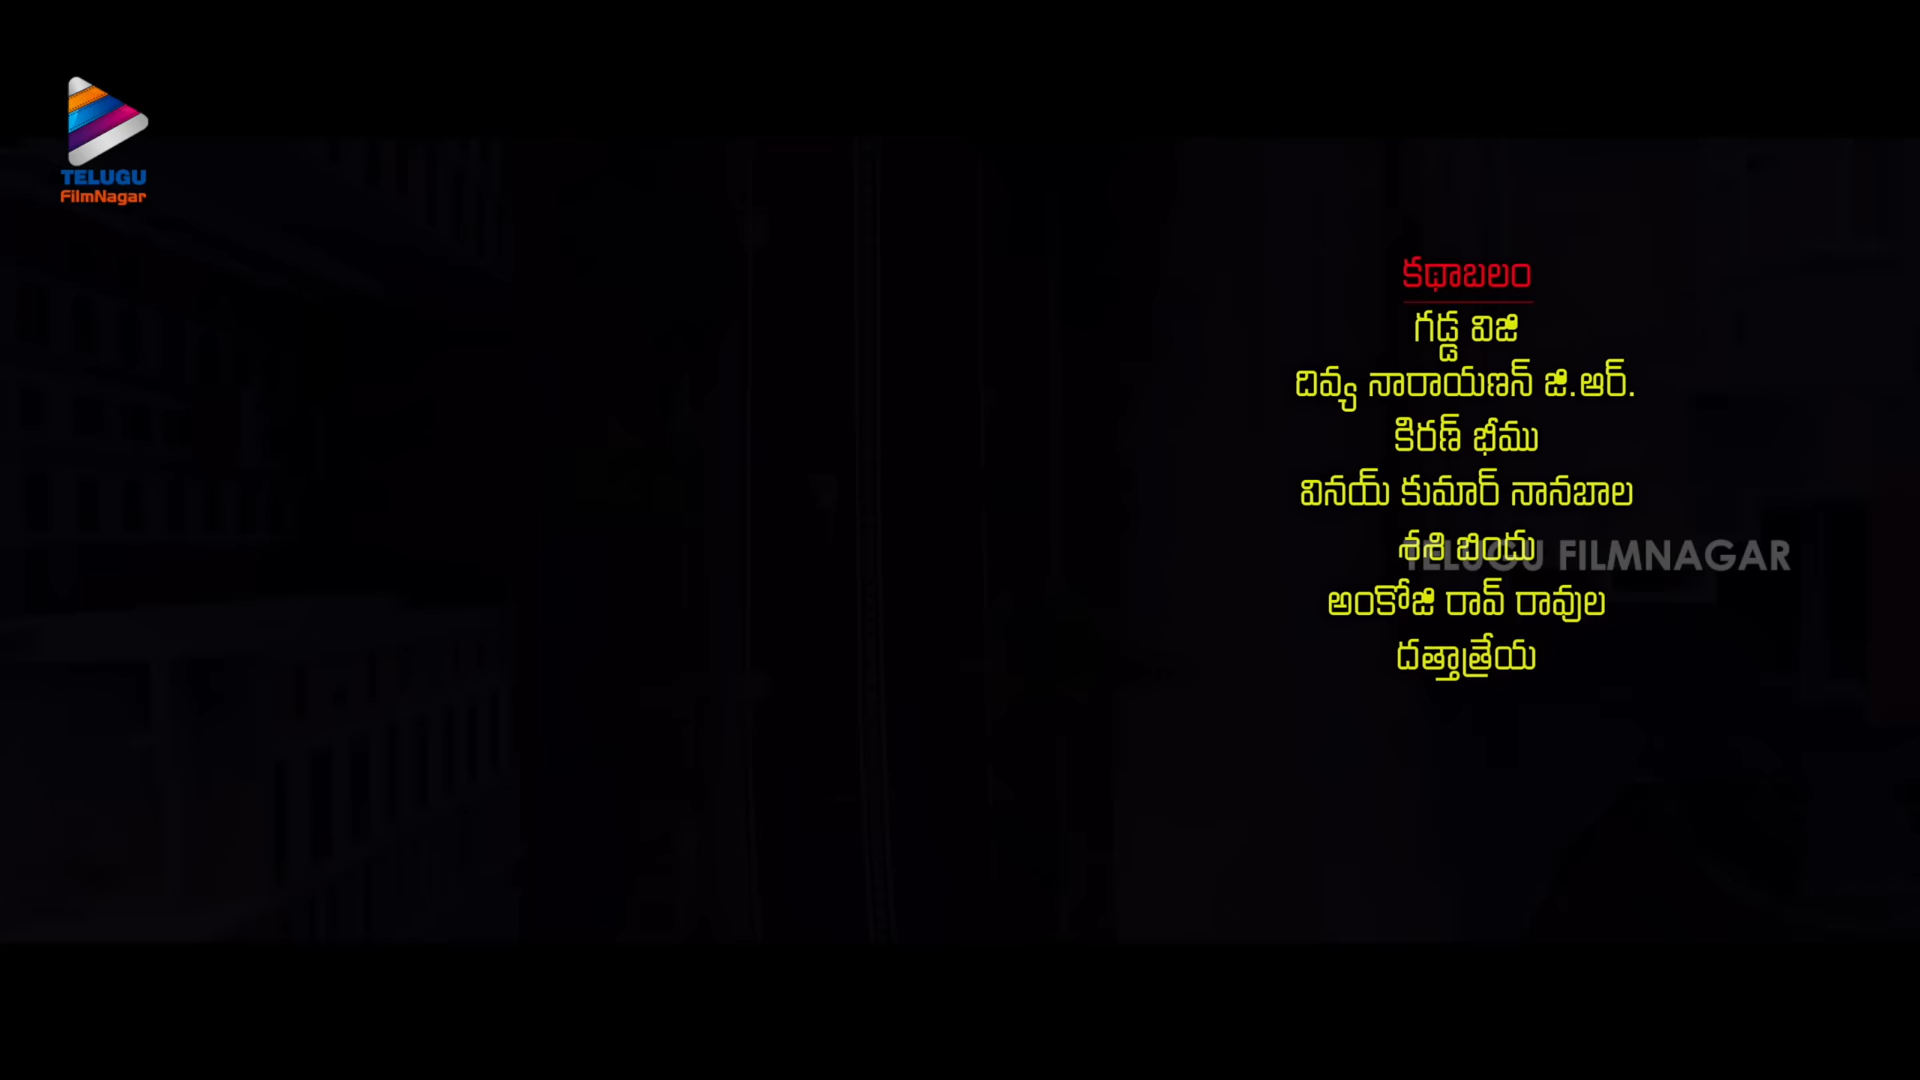 TELUGU
FilmNagar
కథాబలం
గడ్డ విజి
దివ్య నారాయణన్ జి.ఆర్.
కిరణ్ భీము
వినయ్ కుమార్ నానబాల
శశి బిందు
TELUGU FILMNAGAR
అంకోజి రావ్ రావుల
దత్తాత్రేయ